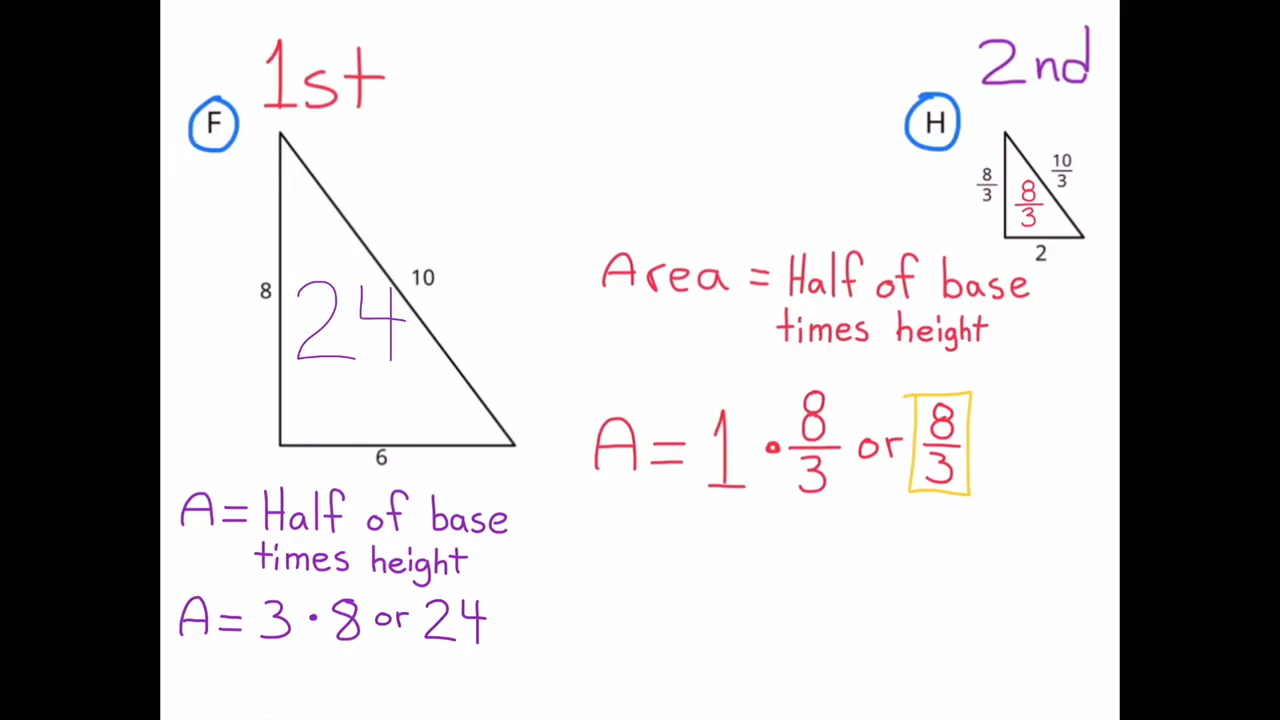 1st
F
8
24
10
6
A = Half of base
times height
A = 3 · 8 or 24
2nd
H
8/3
10/3
8/3
2
Area = Half of base
times height
A = 1 · 8/3 or 8/3